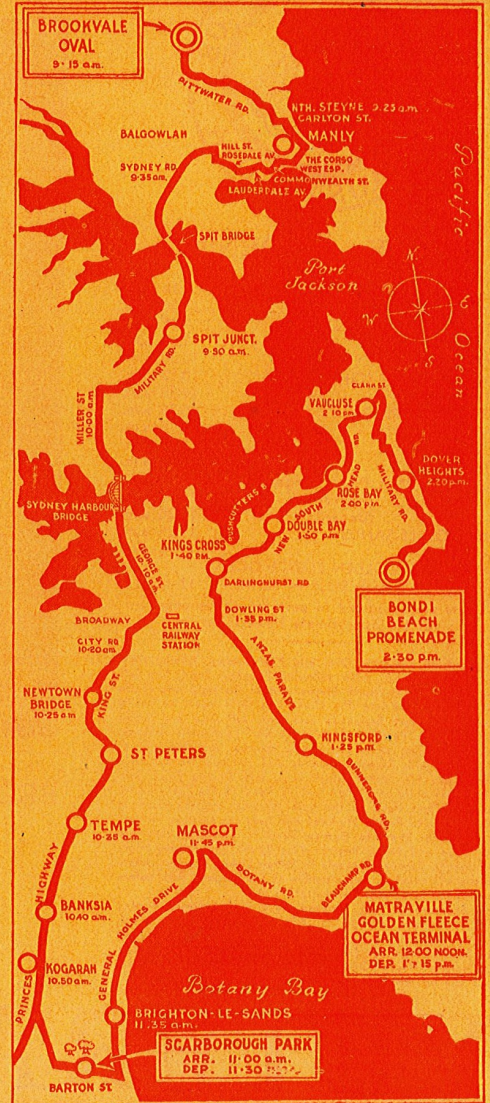 BROOKVALE
OVAL
9·15 a.m.
PITTWATER RD.
NTH. STEYNE 9.25 a.m.
CARLTON ST.
MANLY
BALGOWLAH
HILL ST.
ROSEDALE AV.
THE CORSO
WEST ESP.
COMMONWEALTH ST.
LAUDERDALE AV.
SYDNEY RD.
9·35 a.m.
SPIT BRIDGE
Pacific
Ocean
Port
Jackson
N.
E
S
W
SPIT JUNCT.
9·50 a.m.
MILITARY RD.
MILLER ST
10·00 a.m.
CLARK ST
VAUCLUSE
2·10 pm
DOVER
HEIGHTS
2.20 p.m.
MILITARY RD.
ROSE BAY
2·00 p.m.
NEW SOUTH HEAD RD.
RUSHCUTTERS B
DOUBLE BAY
1·50 p.m
SYDNEY HARBOUR
BRIDGE
KINGS CROSS
1·40 P.M.
GEORGE ST.
10.10 a.m.
DARLINGHURST RD
DOWLING ST
1·35 p.m.
BONDI
BEACH
PROMENADE
2·30 p.m.
BROADWAY
CENTRAL
RAILWAY
STATION
CITY RD
10·20 a.m.
ANZAC PARADE
NEWTOWN
BRIDGE
10·25 a.m
KING ST.
ST PETERS
KINGSFORD
1·25 p.m.
BUNNERONG RD.
TEMPE
10·35 a.m.
MASCOT
11·45 p.m.
BOTANY RD.
BEAUCHAMP RD.
HIGHWAY
BANKSIA
10.40 a.m.
GENERAL HOLMES DRIVE
MATRAVILLE
GOLDEN FLEECE
OCEAN TERMINAL
ARR. 12·00 NOON.
DEP. 15 p.m.
PRINCES
KOGARAH
10.50 a.m.
Botany Bay
BRIGHTON-LE-SANDS
11.35 a.m.
SCARBOROUGH PARK
ARR. 11·00 a.m.
DEP. 11·30
BARTON ST.